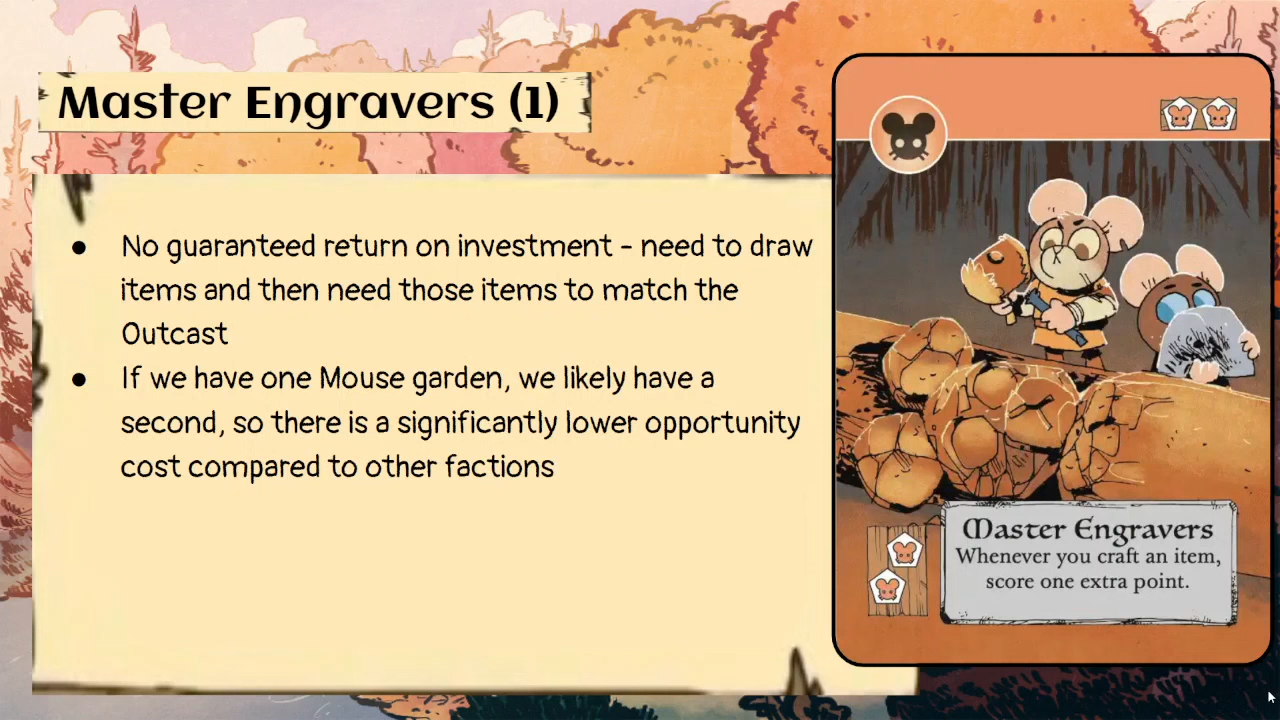 Master Engravers (1)
● No guaranteed return on investment - need to draw
items and then need those items to match the
Outcast
● If we have one Mouse garden, we likely have a
second, so there is a significantly lower opportunity
cost compared to other factions
Master Engravers
Whenever you craft an item,
score one extra point.